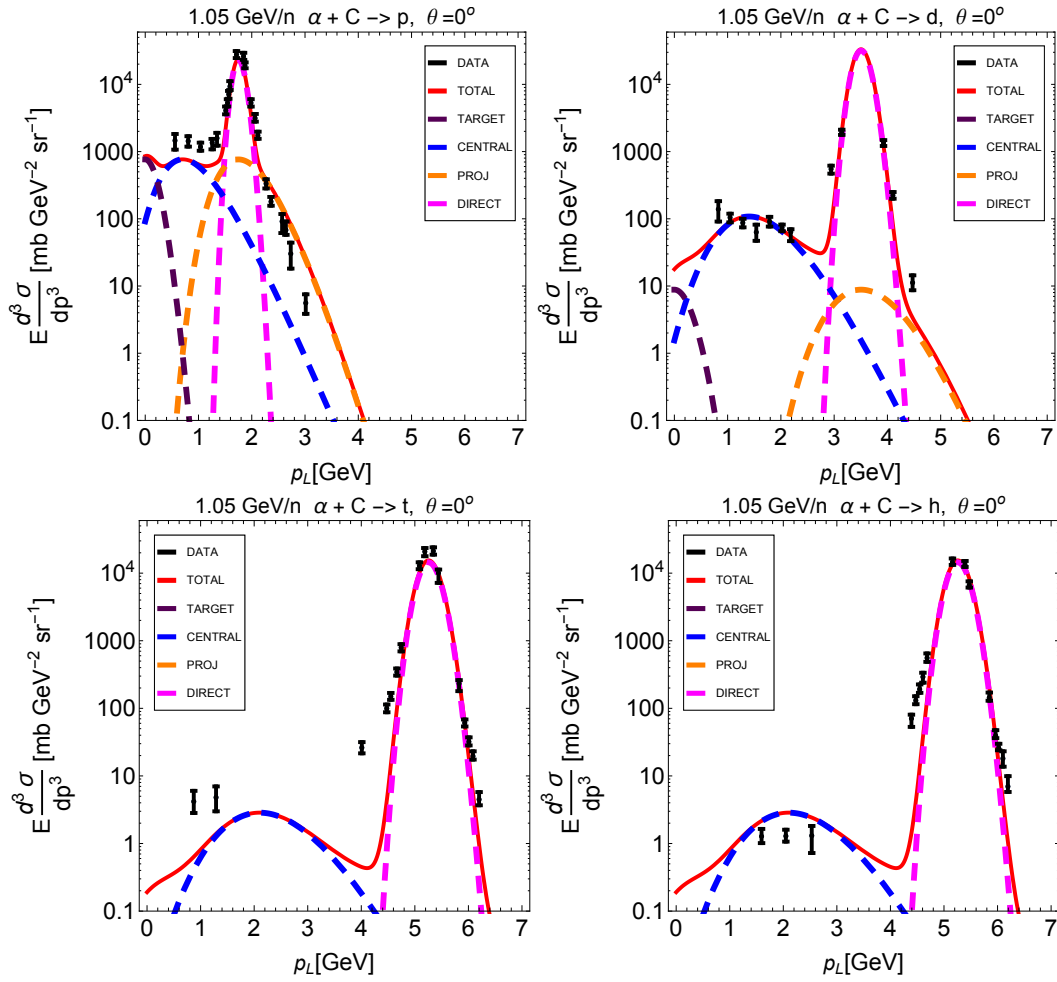 1.05 GeV/n α + C -> p, θ=0°
E d³ σ / dp³ [mb GeV⁻² sr⁻¹]
10⁴
1000
100
10
1
0.1
DATA
TOTAL
TARGET
CENTRAL
PROJ
DIRECT
0 1 2 3 4 5 6 7
p_L[GeV]
1.05 GeV/n α + C -> d, θ=0°
E d³ σ / dp³ [mb GeV⁻² sr⁻¹]
10⁴
1000
100
10
1
0.1
DATA
TOTAL
TARGET
CENTRAL
PROJ
DIRECT
0 1 2 3 4 5 6 7
p_L[GeV]
1.05 GeV/n α + C -> t, θ=0°
E d³ σ / dp³ [mb GeV⁻² sr⁻¹]
10⁴
1000
100
10
1
0.1
DATA
TOTAL
TARGET
CENTRAL
PROJ
DIRECT
0 1 2 3 4 5 6 7
p_L[GeV]
1.05 GeV/n α + C -> h, θ=0°
E d³ σ / dp³ [mb GeV⁻² sr⁻¹]
10⁴
1000
100
10
1
0.1
DATA
TOTAL
TARGET
CENTRAL
PROJ
DIRECT
0 1 2 3 4 5 6 7
p_L[GeV]